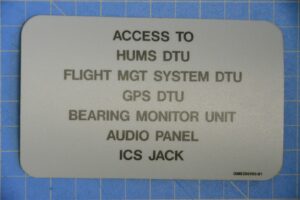 ACCESS TO
HUMS DTU
FLIGHT MGT SYSTEM DTU
GPS DTU
BEARING MONITOR UNIT
AUDIO PANEL
ICS JACK